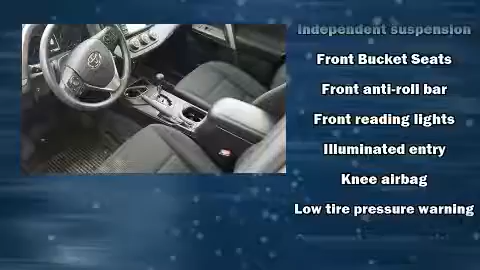 Independent suspension
Front Bucket Seats
Front anti-roll bar
Front reading lights
Illuminated entry
Knee airbag
Low tire pressure warning